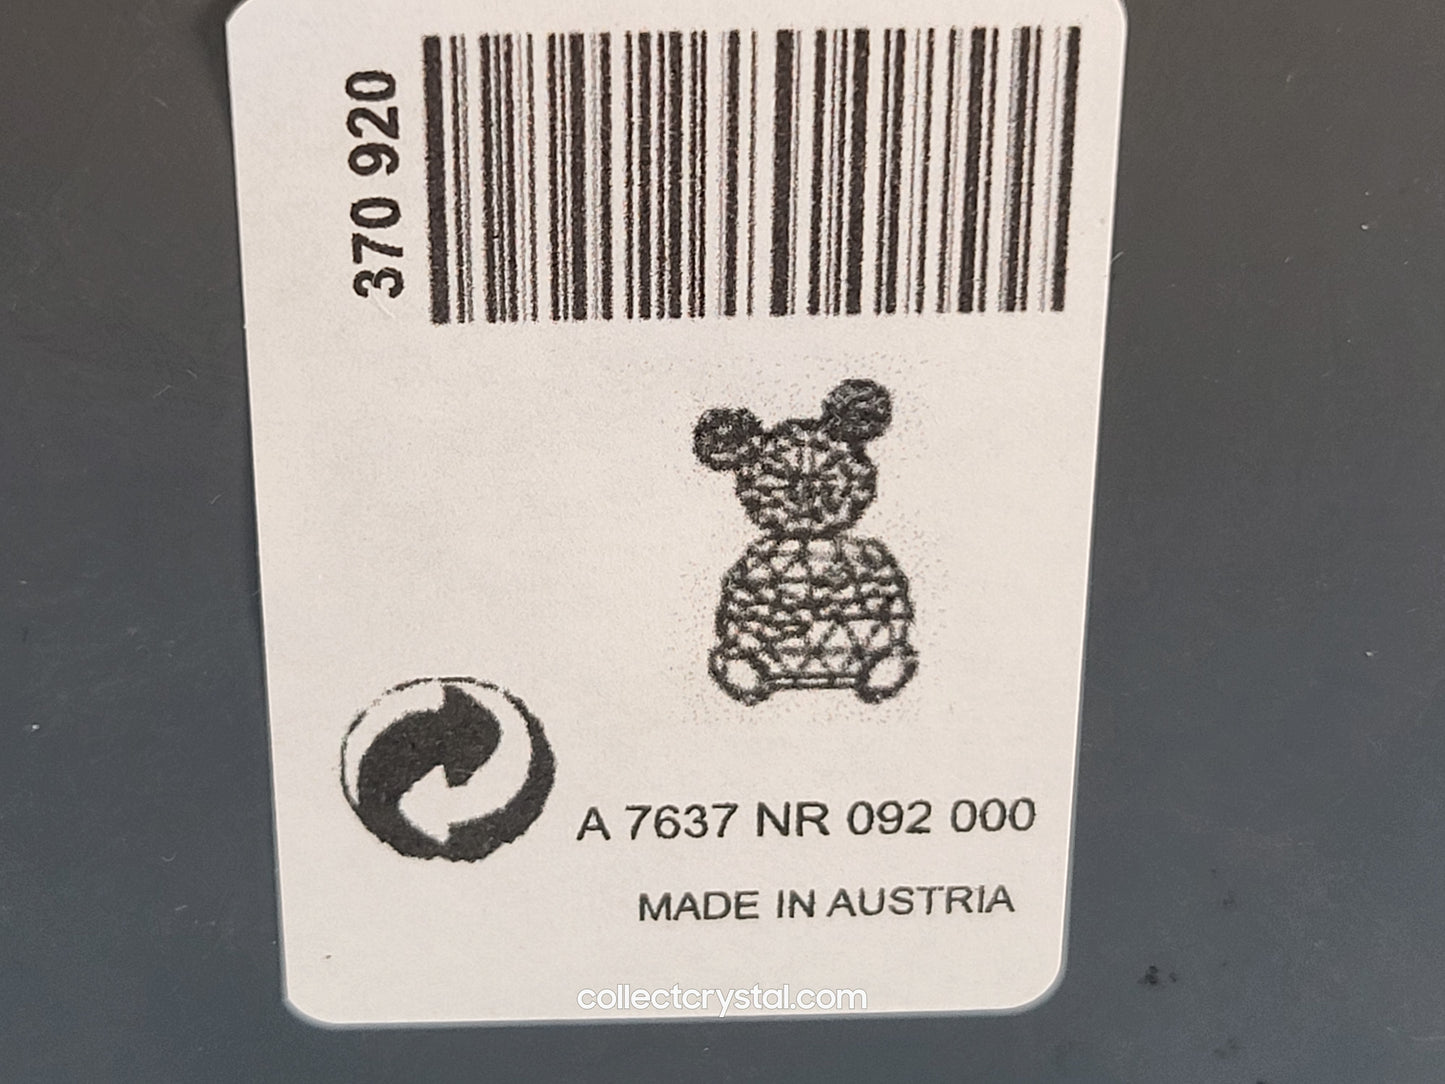 370 920
A 7637 NR 092 000
MADE IN AUSTRIA
collectcrystal.com